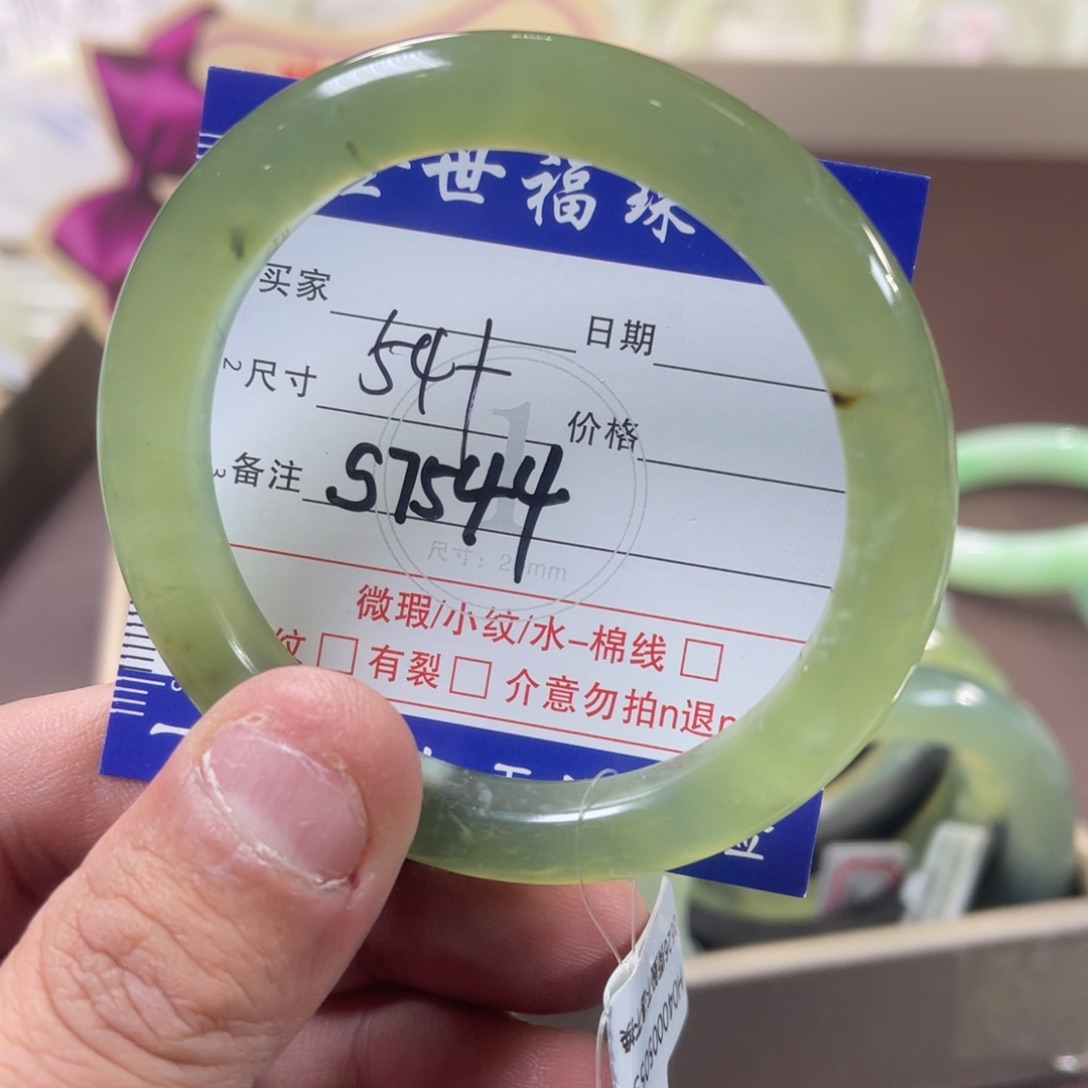 世福珠
买家
日期
尺寸 54+
价格
备注 S7544
1
尺寸: 2 mm
微瑕/小纹/水-棉线 □
纹 □ 有裂 □ 介意勿拍n退n